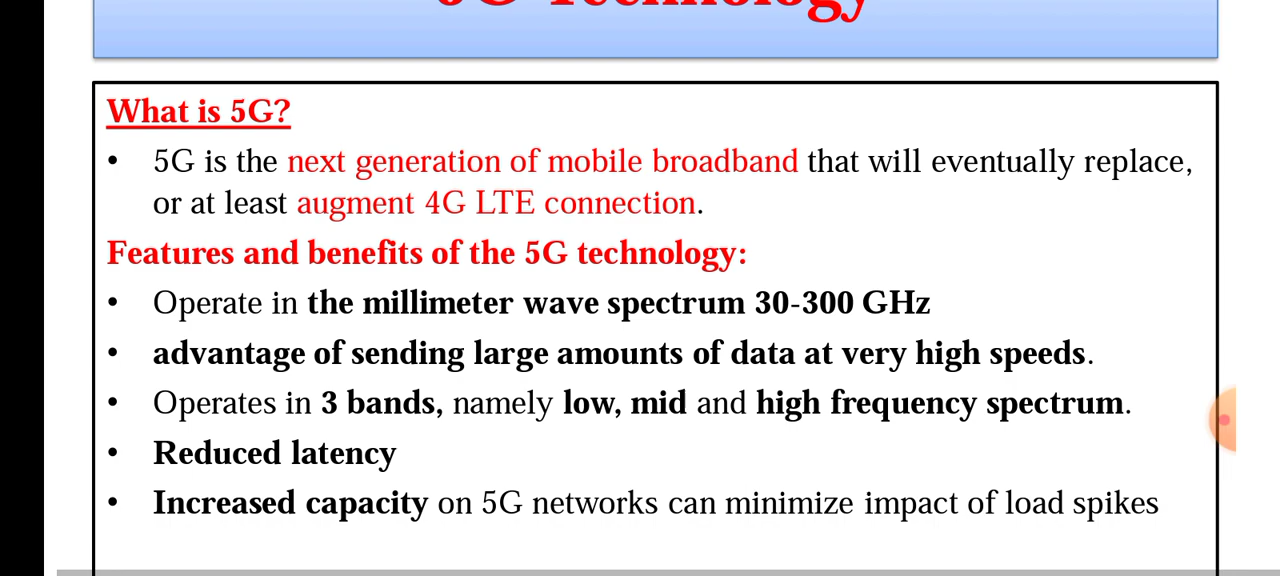 5G Technology
What is 5G?
• 5G is the next generation of mobile broadband that will eventually replace,
or at least augment 4G LTE connection.
Features and benefits of the 5G technology:
• Operate in the millimeter wave spectrum 30-300 GHz
• advantage of sending large amounts of data at very high speeds.
• Operates in 3 bands, namely low, mid and high frequency spectrum.
• Reduced latency
• Increased capacity on 5G networks can minimize impact of load spikes